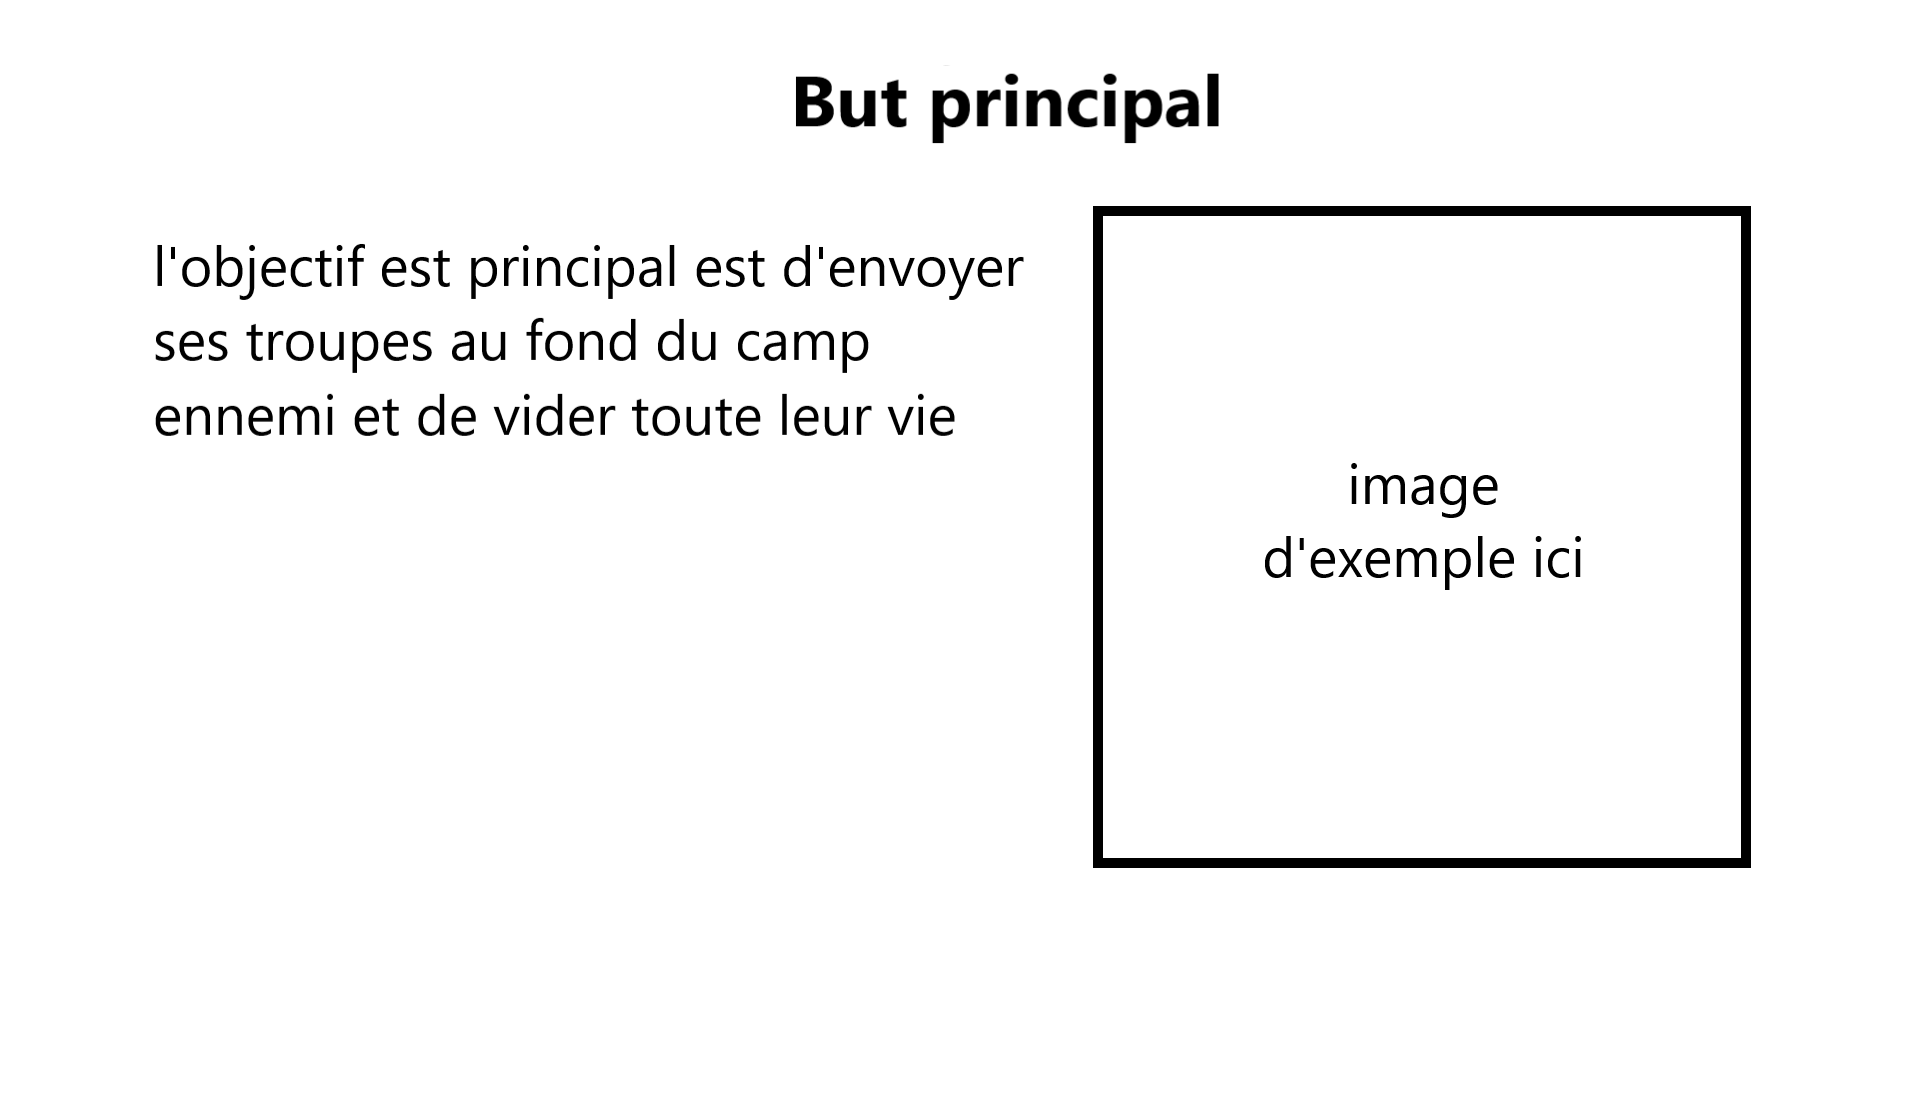 But principal
l'objectif est principal est d'envoyer
ses troupes au fond du camp
ennemi et de vider toute leur vie
image
d'exemple ici